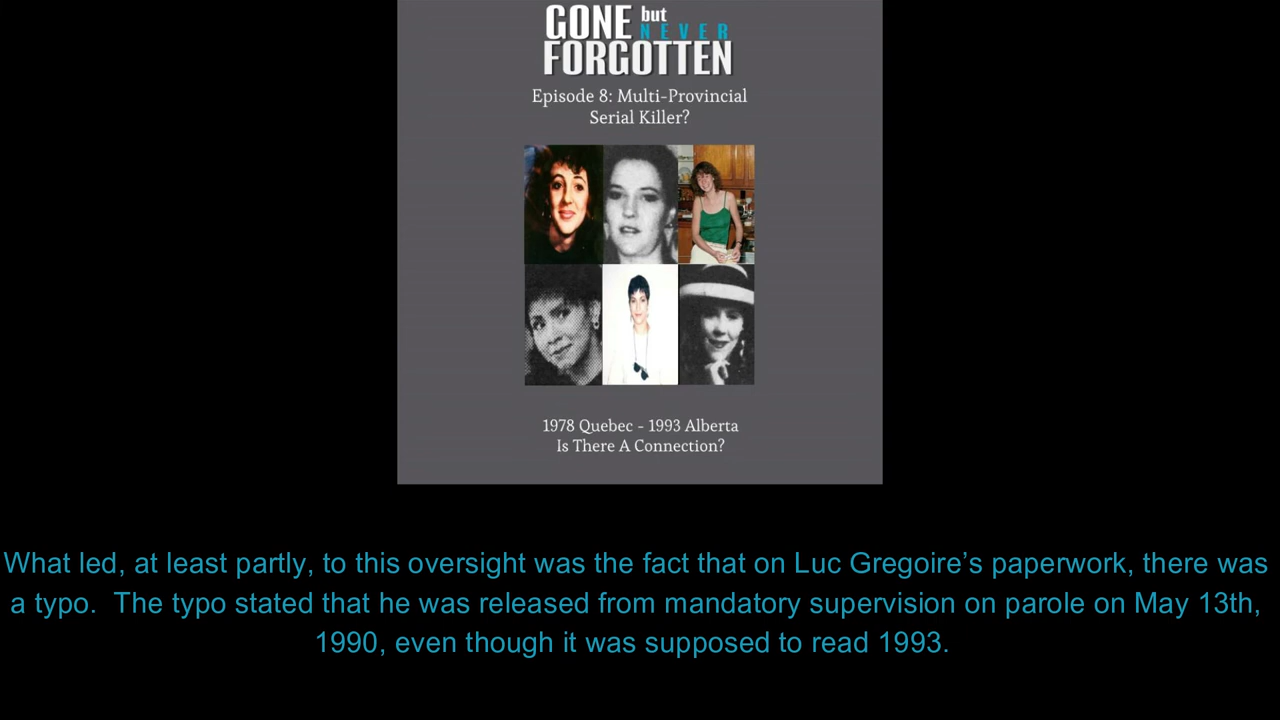 GONE but
NEVER
FORGOTTEN
Episode 8: Multi-Provincial
Serial Killer?
1978 Quebec - 1993 Alberta
Is There A Connection?
What led, at least partly, to this oversight was the fact that on Luc Gregoire’s paperwork, there was
a typo.  The typo stated that he was released from mandatory supervision on parole on May 13th,
1990, even though it was supposed to read 1993.